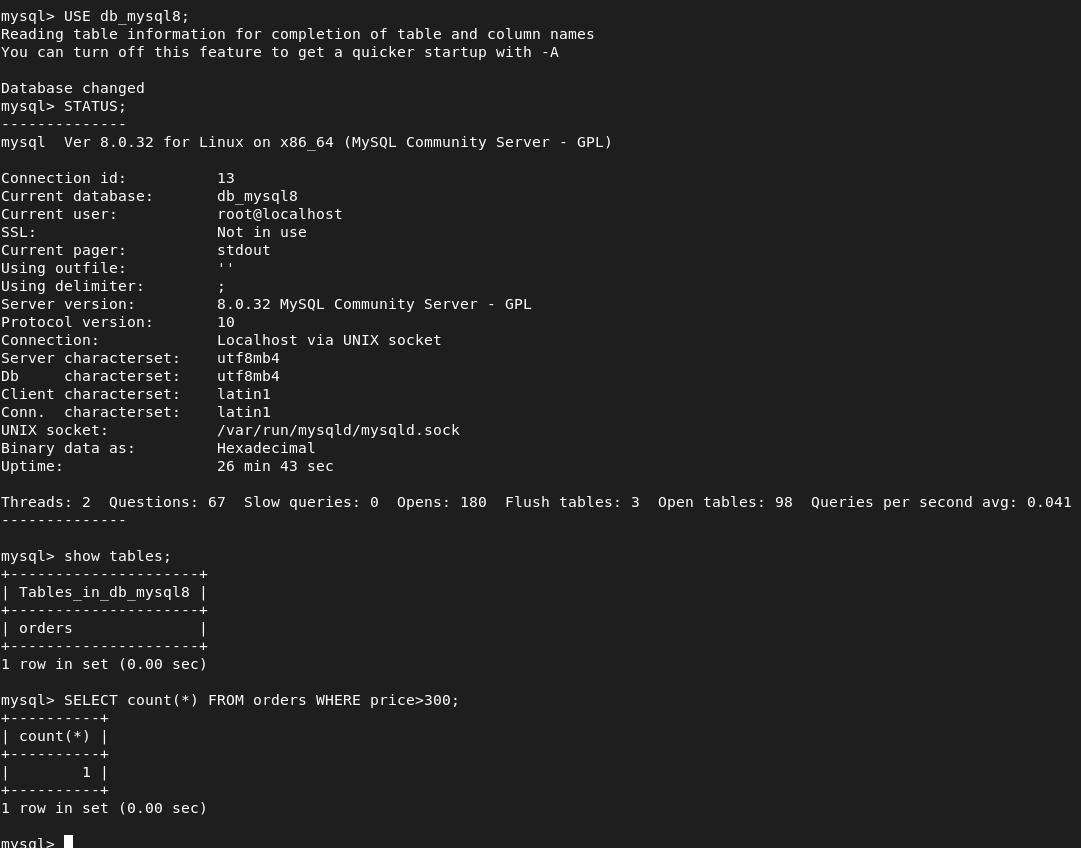 mysql> USE db_mysql8;
Reading table information for completion of table and column names
You can turn off this feature to get a quicker startup with -A

Database changed
mysql> STATUS;
--------------
mysql  Ver 8.0.32 for Linux on x86_64 (MySQL Community Server - GPL)

Connection id:          13
Current database:       db_mysql8
Current user:           root@localhost
SSL:                    Not in use
Current pager:          stdout
Using outfile:          ''
Using delimiter:        ;
Server version:         8.0.32 MySQL Community Server - GPL
Protocol version:       10
Connection:             Localhost via UNIX socket
Server characterset:    utf8mb4
Db     characterset:    utf8mb4
Client characterset:    latin1
Conn.  characterset:    latin1
UNIX socket:            /var/run/mysqld/mysqld.sock
Binary data as:         Hexadecimal
Uptime:                 26 min 43 sec

Threads: 2  Questions: 67  Slow queries: 0  Opens: 180  Flush tables: 3  Open tables: 98  Queries per second avg: 0.041
--------------

mysql> show tables;
+---------------------+
| Tables_in_db_mysql8 |
+---------------------+
| orders              |
+---------------------+
1 row in set (0.00 sec)

mysql> SELECT count(*) FROM orders WHERE price>300;
+----------+
| count(*) |
+----------+
|        1 |
+----------+
1 row in set (0.00 sec)

mysql>